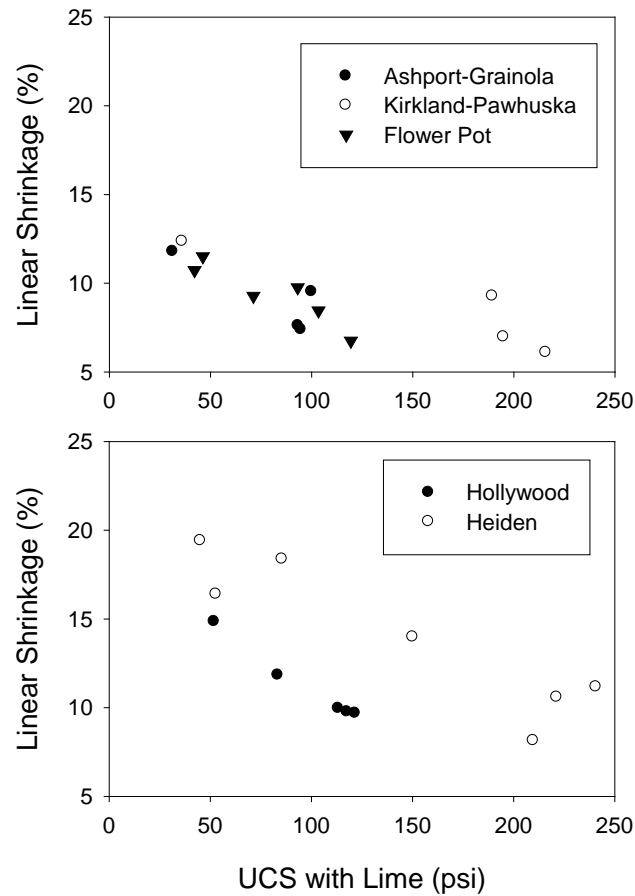 25
20
15
10
5
Linear Shrinkage (%)
Ashport-Grainola
Kirkland-Pawhuska
Flower Pot
0 50 100 150 200 250
25
20
15
10
5
Linear Shrinkage (%)
Hollywood
Heiden
0 50 100 150 200 250
UCS with Lime (psi)